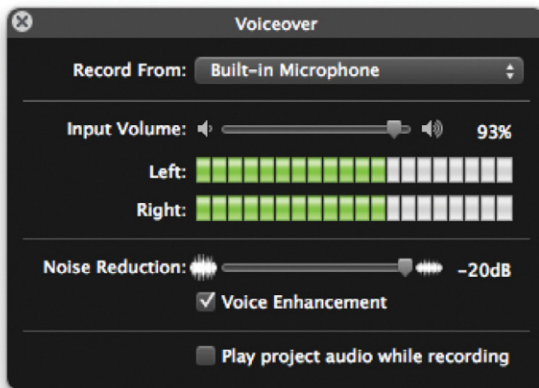 Voiceover
Record From: Built-in Microphone
Input Volume: 93%
Left:
Right:
Noise Reduction: -20dB
Voice Enhancement
Play project audio while recording